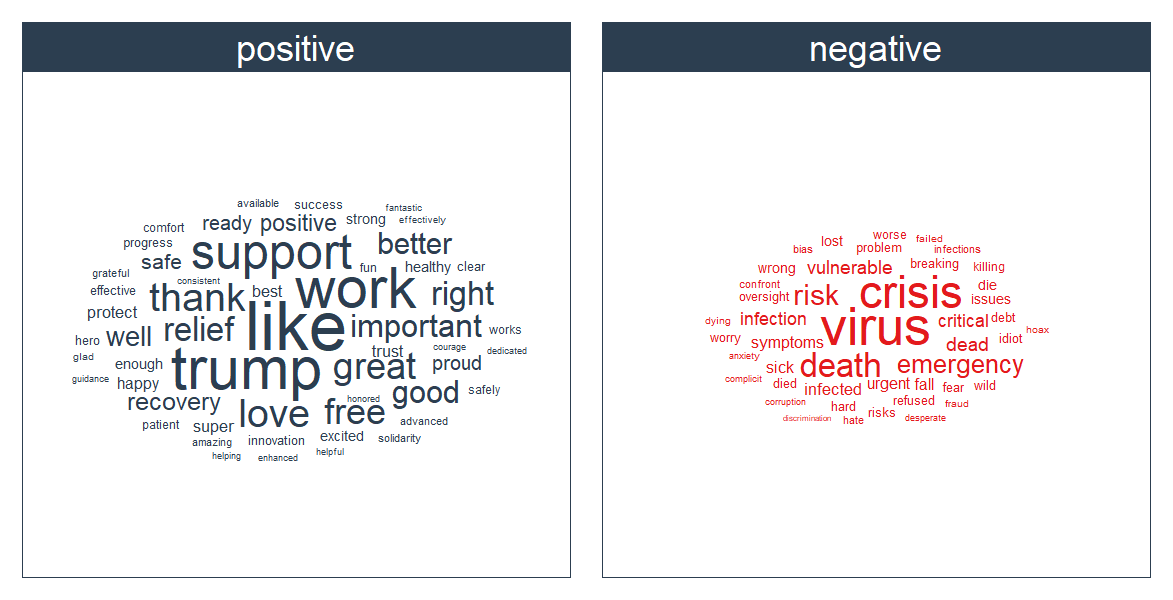 positive
available success fantastic
comfort ready positive strong effectively
progress support better
safe fun healthy clear
grateful consistent
effective thank best work right
protect
hero well relief like important works
glad trust courage dedicated
enough trump great proud
guidance happy
recovery love free honored good safely
patient super advanced
amazing innovation excited solidarity
helping enhanced helpful
negative
lost worse failed
bias problem infections
wrong vulnerable breaking killing
confront crisis die
oversight risk issues
dying infection virus critical debt
worry symptoms dead idiot hoax
anxiety sick death emergency
complicit died infected urgent fall fear wild
corruption hard refused fraud
discrimination hate risks desperate